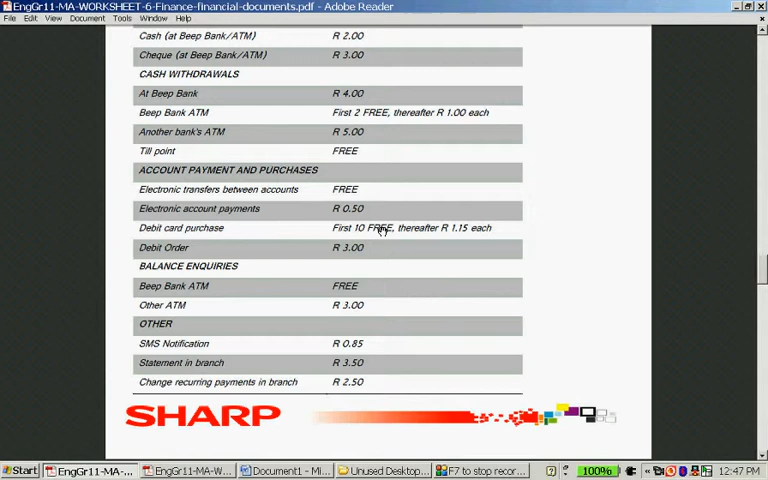 EngGr11-MA-WORKSHEET-6-Finance-financial-documents.pdf - Adobe Reader
File Edit View Document Tools Window Help
Cash (at Beep Bank/ATM) R 2.00
Cheque (at Beep Bank/ATM) R 3.00
CASH WITHDRAWALS
At Beep Bank R 4.00
Beep Bank ATM First 2 FREE, thereafter R 1.00 each
Another bank's ATM R 5.00
Till point FREE
ACCOUNT PAYMENT AND PURCHASES
Electronic transfers between accounts FREE
Electronic account payments R 0.50
Debit card purchase First 10 FREE, thereafter R 1.15 each
Debit Order R 3.00
BALANCE ENQUIRIES
Beep Bank ATM FREE
Other ATM R 3.00
OTHER
SMS Notification R 0.85
Statement in branch R 3.50
Change recurring payments in branch R 2.50
SHARP
Start EngGr11-MA-... EngGr11-MA-W... Document1 - Mi... Unused Desktop... F7 to stop recor... 100% 12:47 PM